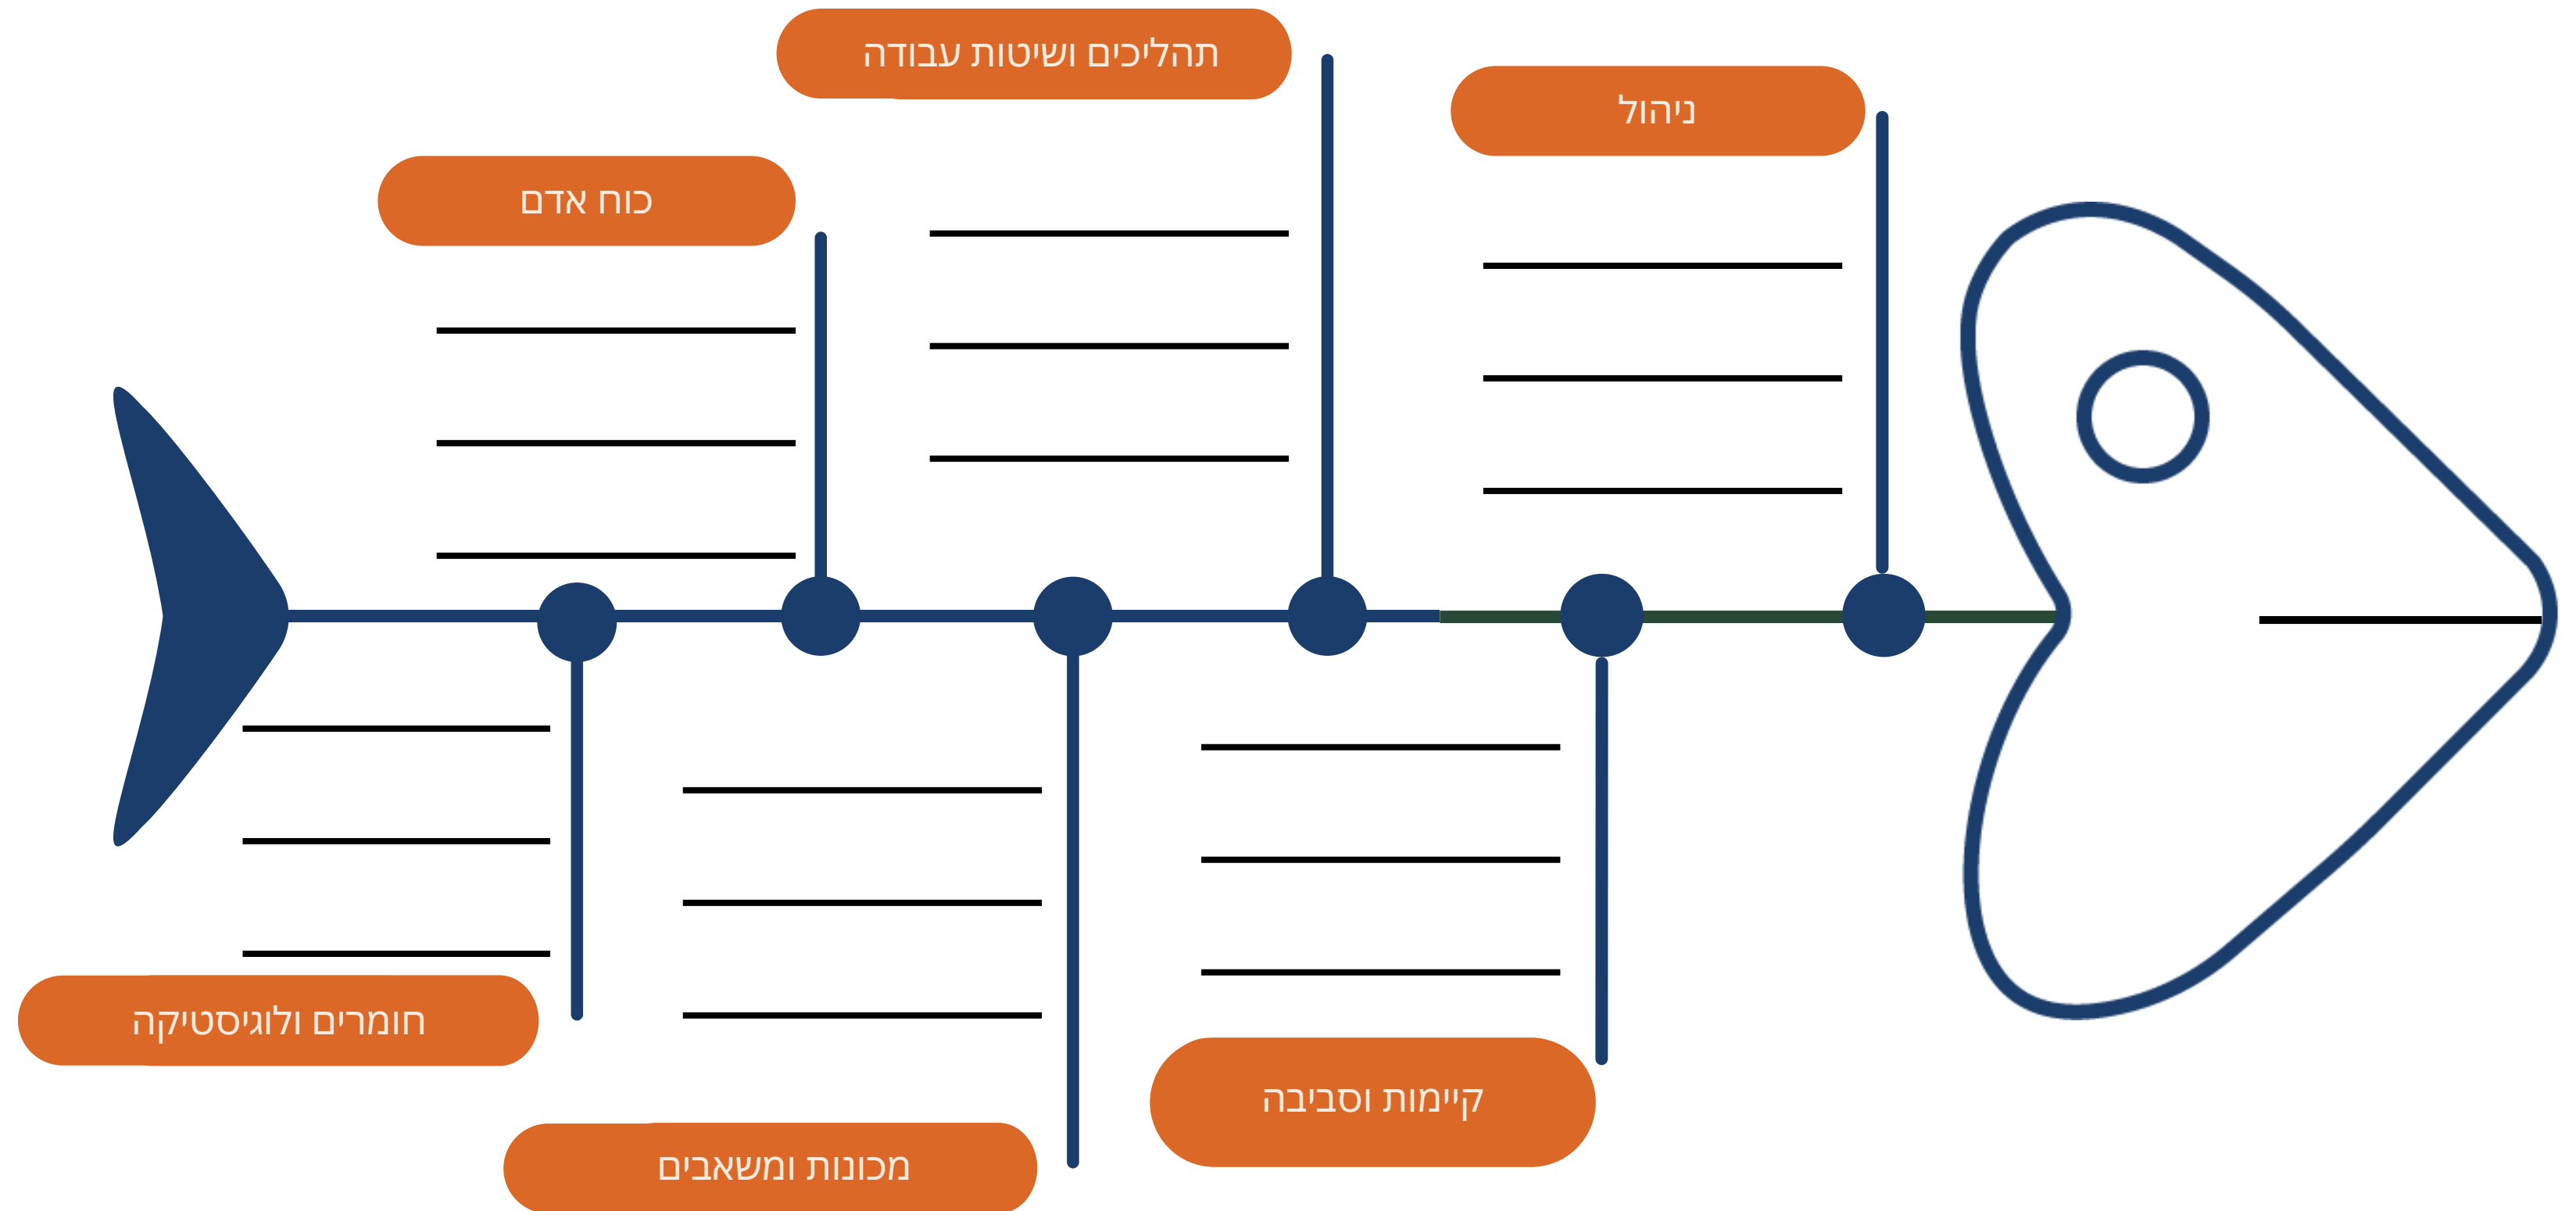 תהליכים ושיטות עבודה
ניהול
כוח אדם
חומרים ולוגיסטיקה
קיימות וסביבה
מכונות ומשאבים